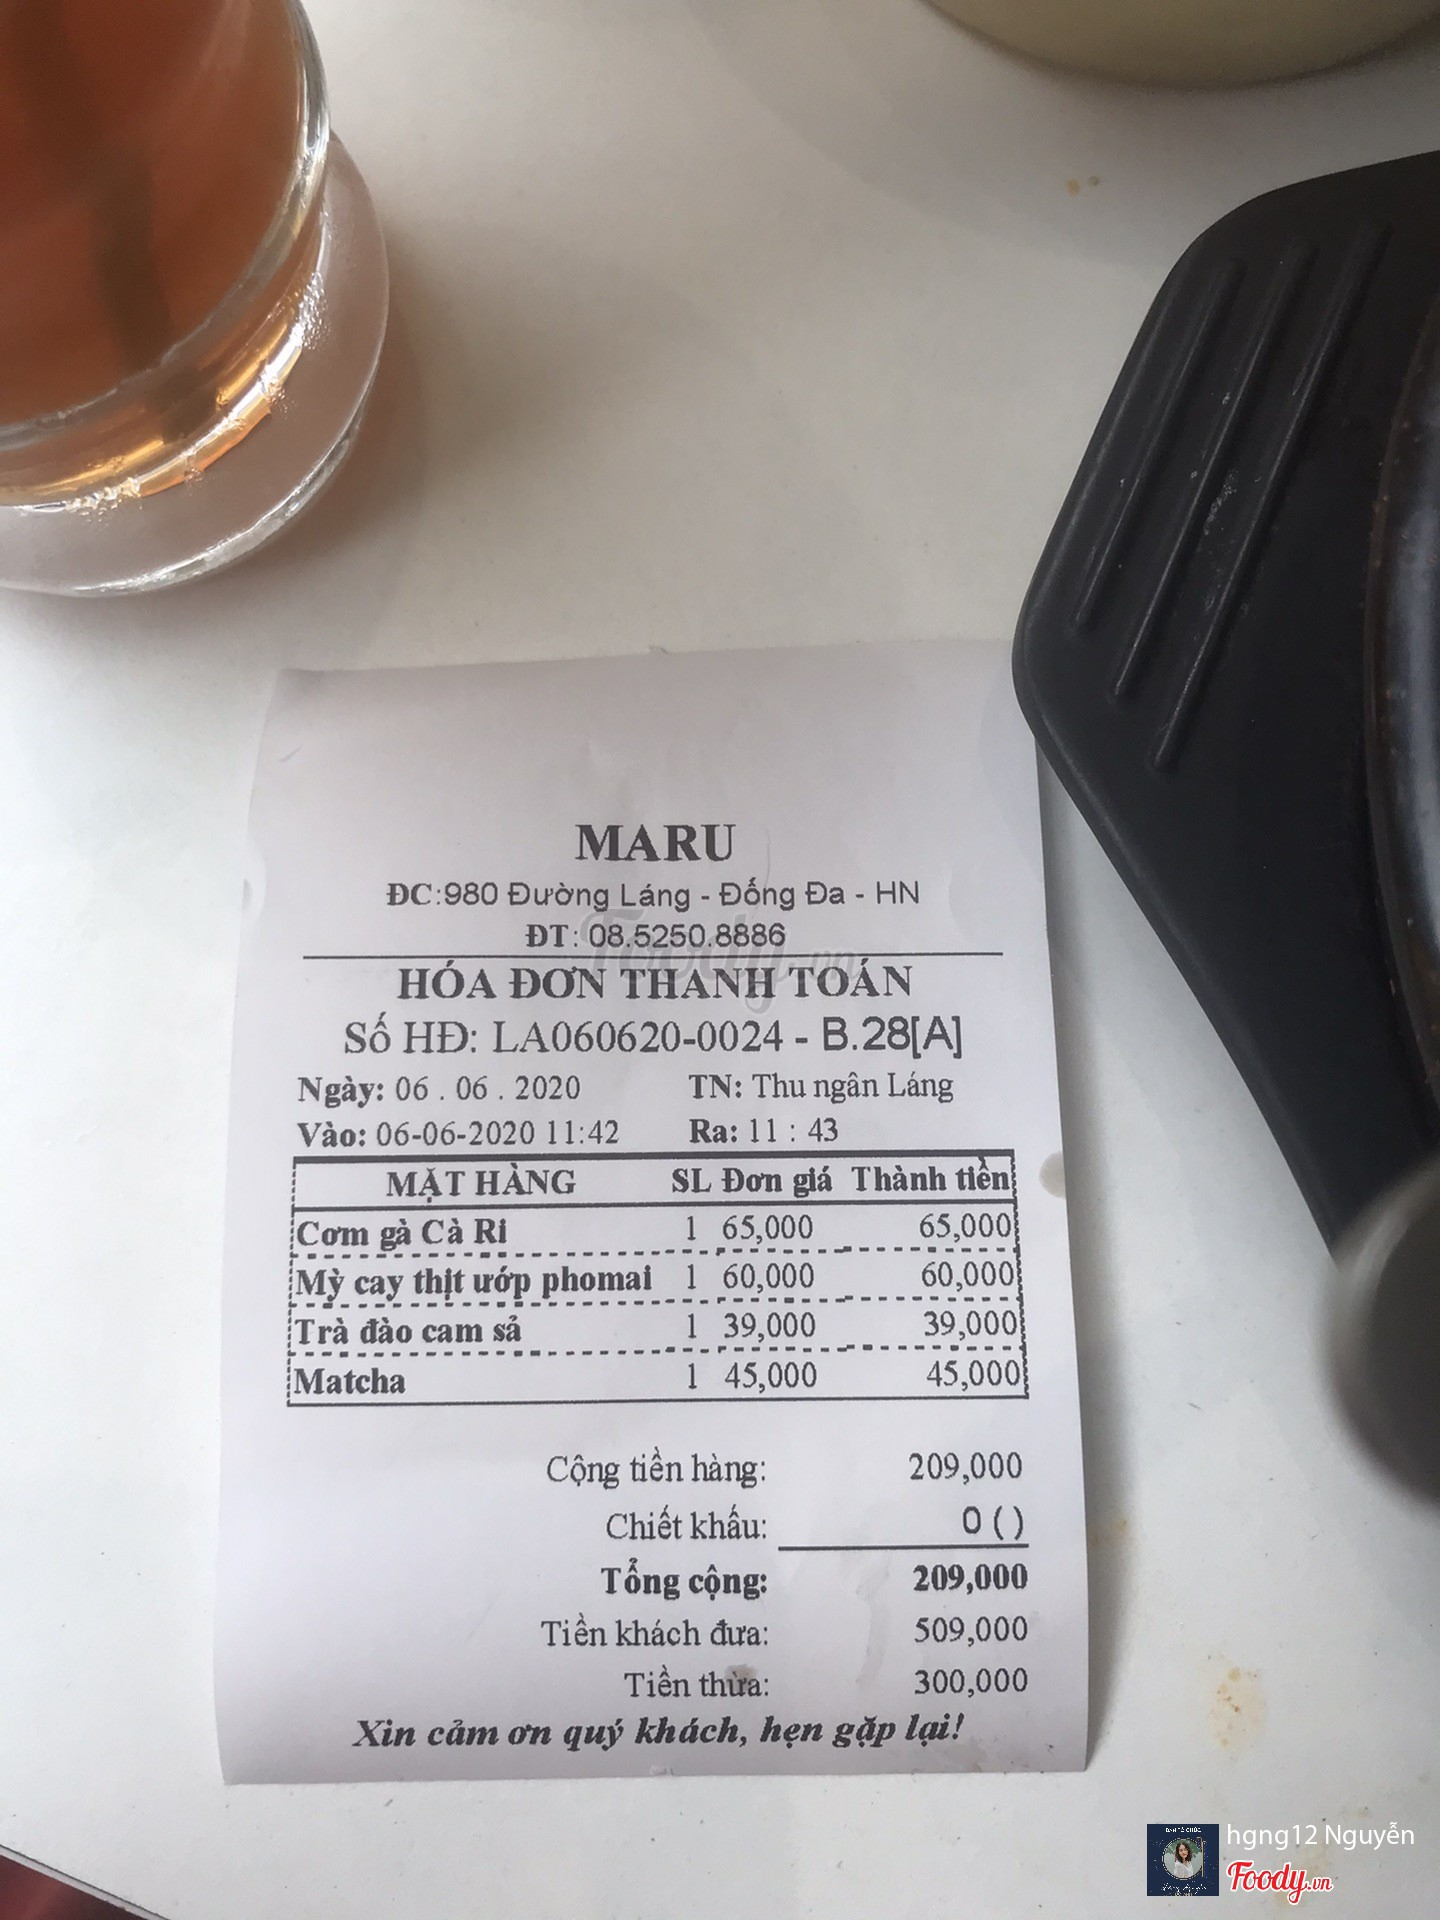 MARU
ĐC:980 Đường Láng - Đống Đa - HN
ĐT: 08.5250.8886
Foody.vn
HÓA ĐƠN THANH TOÁN
Số HĐ: LA060620-0024 - B.28[A]
Ngày: 06 . 06 . 2020 TN: Thu ngân Láng
Vào: 06-06-2020 11:42 Ra: 11 : 43
MẶT HÀNG SL Đơn giá Thành tiền
Cơm gà Cà Ri 1 65,000 65,000
Mỳ cay thịt ướp phomai 1 60,000 60,000
Trà đào cam sả 1 39,000 39,000
Matcha 1 45,000 45,000
Cộng tiền hàng: 209,000
Chiết khấu: 0 ( )
Tổng cộng: 209,000
Tiền khách đưa: 509,000
Tiền thừa: 300,000
Xin cảm ơn quý khách, hẹn gặp lại!
hgng12 Nguyễn
Foody.vn